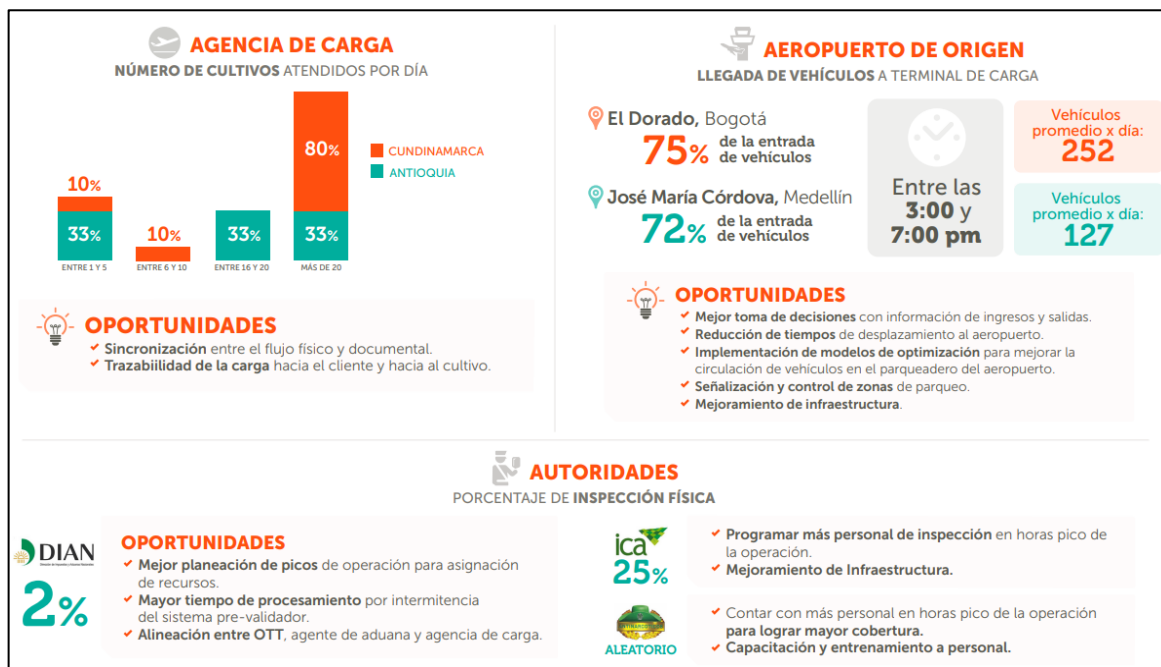 AGENCIA DE CARGA
NÚMERO DE CULTIVOS ATENDIDOS POR DÍA
80%
CUNDINAMARCA
ANTIOQUIA
10%
33%
10%
33%
33%
ENTRE 1 Y 5
ENTRE 6 Y 10
ENTRE 16 Y 20
MÁS DE 20
OPORTUNIDADES
Sincronización entre el flujo físico y documental.
Trazabiilidad de la carga hacia el cliente y hacia al cultivo.
AEROPUERTO DE ORIGEN
LLEGADA DE VEHÍCULOS A TERMINAL DE CARGA
El Dorado, Bogotá
75% de la entrada
de vehículos
José María Córdova, Medellín
72% de la entrada
de vehículos
Entre las
3:00 y
7:00 pm
Vehículos
promedio x día:
252
Vehículos
promedio x día:
127
OPORTUNIDADES
Mejor toma de decisiones con información de ingresos y salidas.
Reducción de tiempos de desplazamiento al aeropuerto.
Implementación de modelos de optimización para mejorar la
circulación de vehículos en el parqueadero del aeropuerto.
Señalización y control de zonas de parqueo.
Mejoramiento de infraestructura.
AUTORIDADES
PORCENTAJE DE INSPECCIÓN FÍSICA
DIAN
2%
OPORTUNIDADES
Mejor planeación de picos de operación para asignación
de recursos.
Mayor tiempo de procesamiento por intermitencia
del sistema pre-validador.
Alineación entre OTT, agente de aduana y agencia de carga.
ica
25%
Programar más personal de inspección en horas pico de
la operación.
Mejoramiento de Infraestructura.
ALEATORIO
Contar con más personal en horas pico de la operación
para lograr mayor cobertura.
Capacitación y entrenamiento a personal.